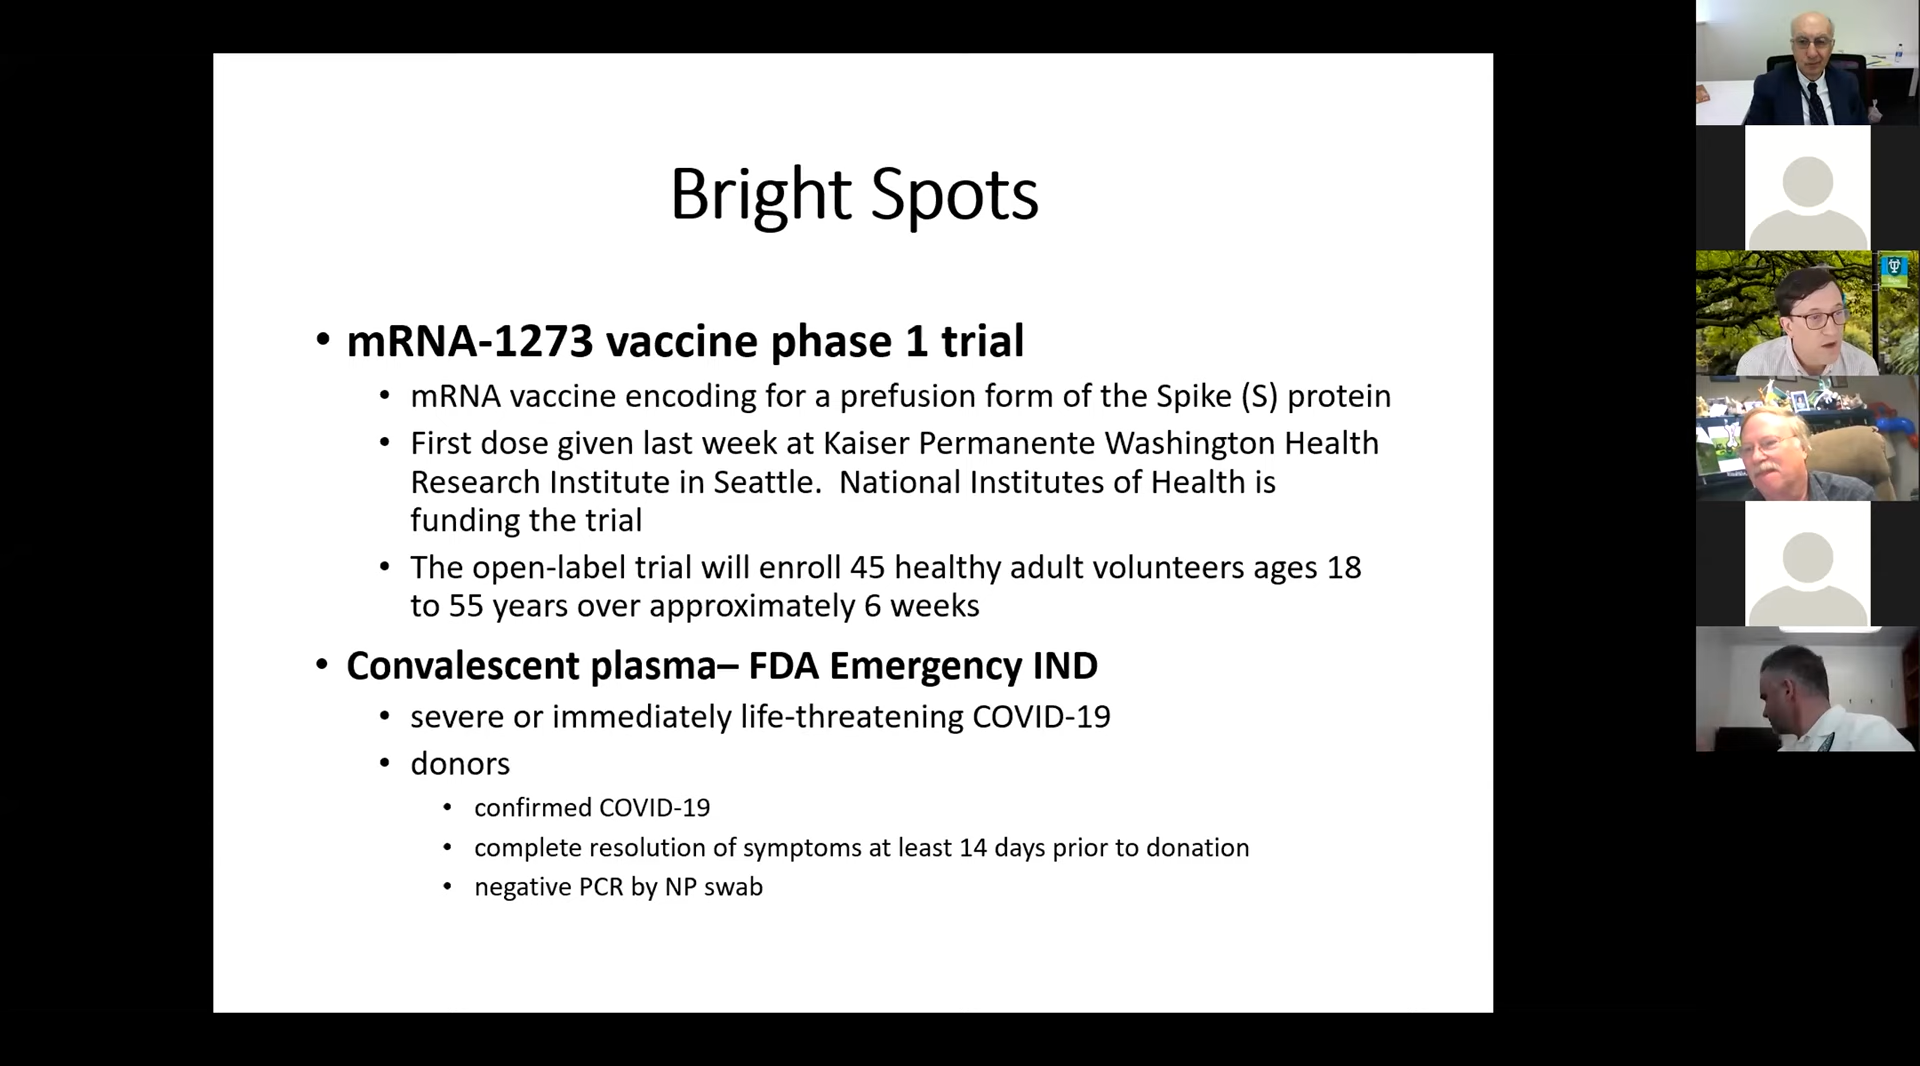 Bright Spots
• mRNA-1273 vaccine phase 1 trial
• mRNA vaccine encoding for a prefusion form of the Spike (S) protein
• First dose given last week at Kaiser Permanente Washington Health
Research Institute in Seattle.  National Institutes of Health is
funding the trial
• The open-label trial will enroll 45 healthy adult volunteers ages 18
to 55 years over approximately 6 weeks
• Convalescent plasma– FDA Emergency IND
• severe or immediately life-threatening COVID-19
• donors
• confirmed COVID-19
• complete resolution of symptoms at least 14 days prior to donation
• negative PCR by NP swab